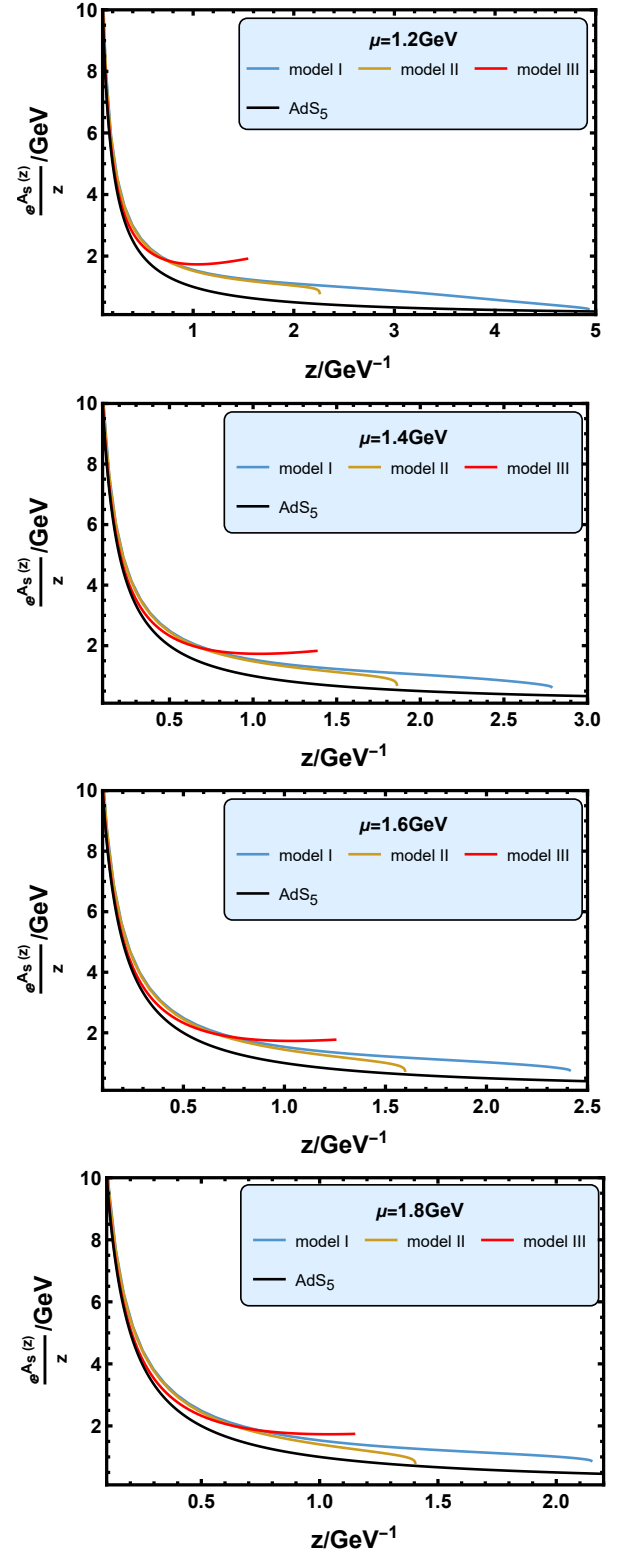 10
8
6
4
2
e^{A_s(z)}/z /GeV
μ=1.2GeV
model I model II model III
AdS₅
1 2 3 4 5
z/GeV⁻¹
10
8
6
4
2
e^{A_s(z)}/z /GeV
μ=1.4GeV
model I model II model III
AdS₅
0.5 1.0 1.5 2.0 2.5 3.0
z/GeV⁻¹
10
8
6
4
2
e^{A_s(z)}/z /GeV
μ=1.6GeV
model I model II model III
AdS₅
0.5 1.0 1.5 2.0 2.5
z/GeV⁻¹
10
8
6
4
2
e^{A_s(z)}/z /GeV
μ=1.8GeV
model I model II model III
AdS₅
0.5 1.0 1.5 2.0
z/GeV⁻¹